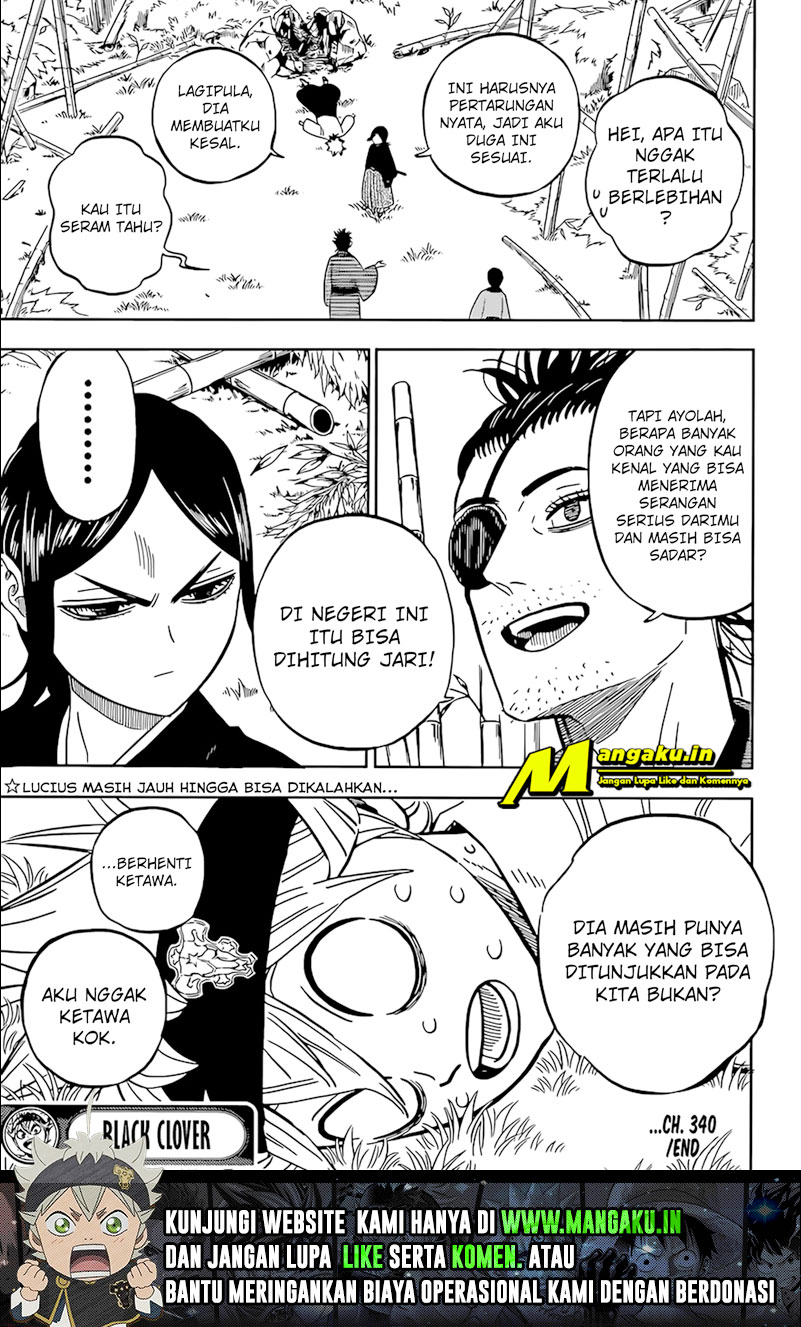 HEI, APA ITU
NGGAK
TERLALU
BERLEBIHAN
?
INI HARUSNYA
PERTARUNGAN
NYATA, JADI AKU
DUGA INI
SESUAI.
LAGIPULA,
DIA
MEMBUATKU
KESAL.
KAU ITU
SERAM TAHU?
TAPI AYOLAH,
BERAPA BANYAK
ORANG YANG KAU
KENAL YANG BISA
MENERIMA
SERANGAN
SERIUS DARIMU
DAN MASIH BISA
SADAR?
DI NEGERI INI
ITU BISA
DIHITUNG JARI!
........
Mangaku.in
Jangan Lupa Like dan Komennya
☆LUCIUS MASIH JAUH HINGGA BISA DIKALAHKAN...
DIA MASIH PUNYA
BANYAK YANG BISA
DITUNJUKKAN PADA
KITA BUKAN?
...BERHENTI
KETAWA.
AKU NGGAK
KETAWA
KOK.
BLACK CLOVER
...CH. 340
/END
KUNJUNGI WEBSITE KAMI HANYA DI WWW.MANGAKU.IN
DAN JANGAN LUPA LIKE SERTA KOMEN. ATAU
BANTU MERINGANKAN BIAYA OPERASIONAL KAMI DENGAN BERDONASI